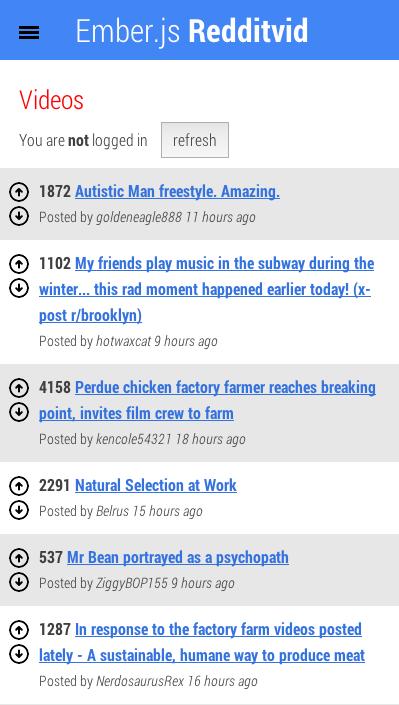 Ember.js Redditvid
Videos
You are not logged in refresh
1872 Autistic Man freestyle. Amazing.
Posted by goldeneagle888 11 hours ago
1102 My friends play music in the subway during the
winter... this rad moment happened earlier today! (x-
post r/brooklyn)
Posted by hotwaxcat 9 hours ago
4158 Perdue chicken factory farmer reaches breaking
point, invites film crew to farm
Posted by kencole54321 18 hours ago
2291 Natural Selection at Work
Posted by Belrus 15 hours ago
537 Mr Bean portrayed as a psychopath
Posted by ZiggyBOP155 9 hours ago
1287 In response to the factory farm videos posted
lately - A sustainable, humane way to produce meat
Posted by NerdosaurusRex 16 hours ago